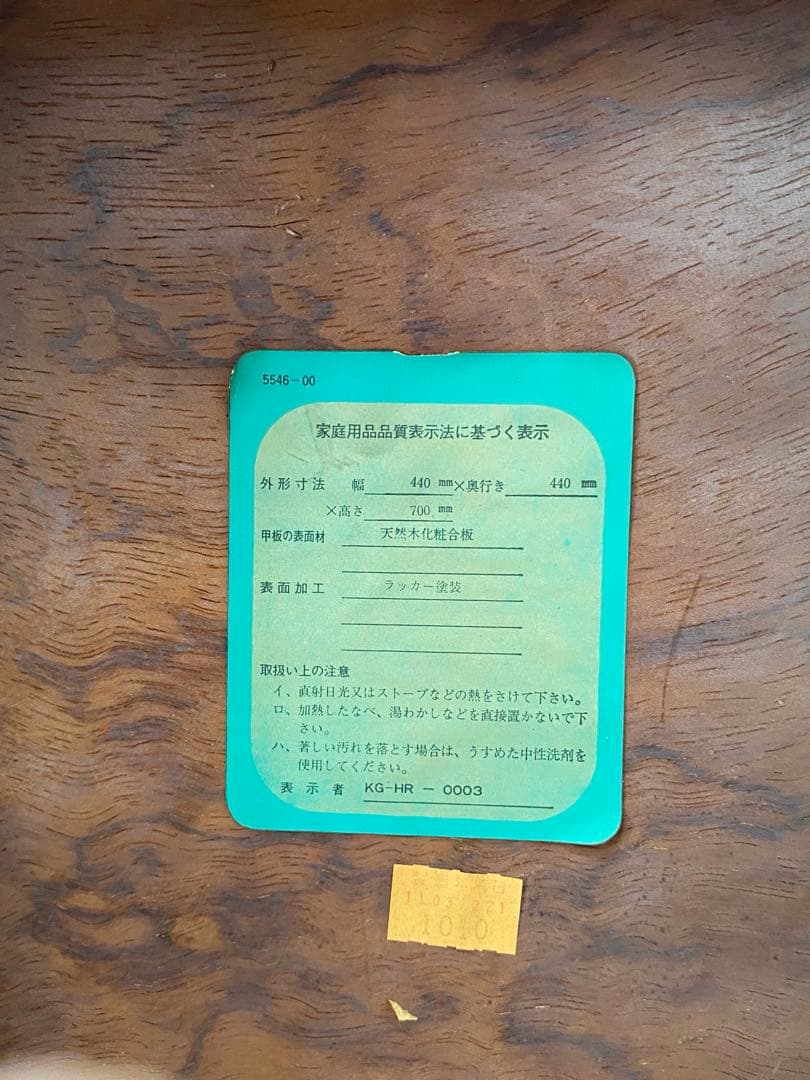 5546-00
家庭用品品質表示法に基づく表示
外形寸法 幅 440 mm×奥行き 440 mm
×高さ 700 mm
甲板の表面材 天然木化粧合板
表面加工 ラッカー塗装
取扱い上の注意
イ、直射日光又はストーブなどの熱をさけて下さい。
ロ、加熱したなべ、湯わかしなどを直接置かないで下
さい。
ハ、著しい汚れを落とす場合は、うすめた中性洗剤を
使用してください。
表示者 KG-HR-0003
1103